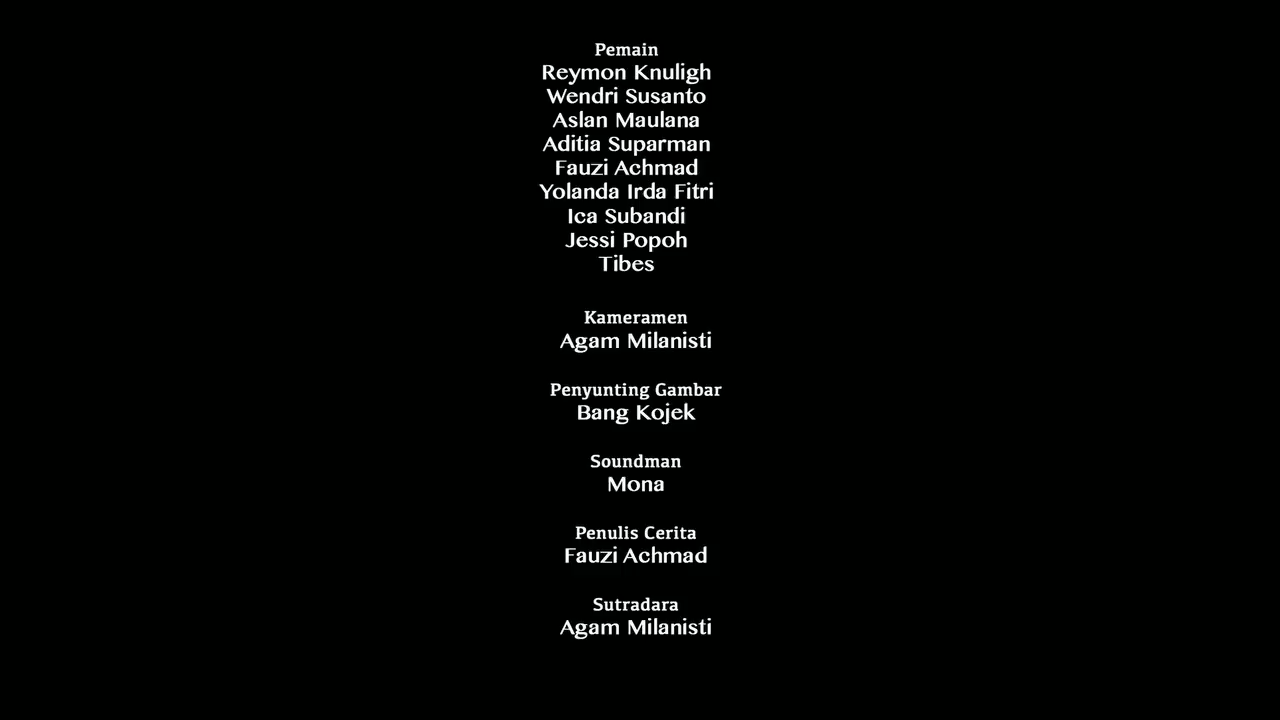 Pemain
Reymon Knuligh
Wendri Susanto
Aslan Maulana
Aditia Suparman
Fauzi Achmad
Yolanda Irda Fitri
Ica Subandi
Jessi Popoh
Tibes
Kameramen
Agam Milanisti
Penyunting Gambar
Bang Kojek
Soundman
Mona
Penulis Cerita
Fauzi Achmad
Sutradara
Agam Milanisti